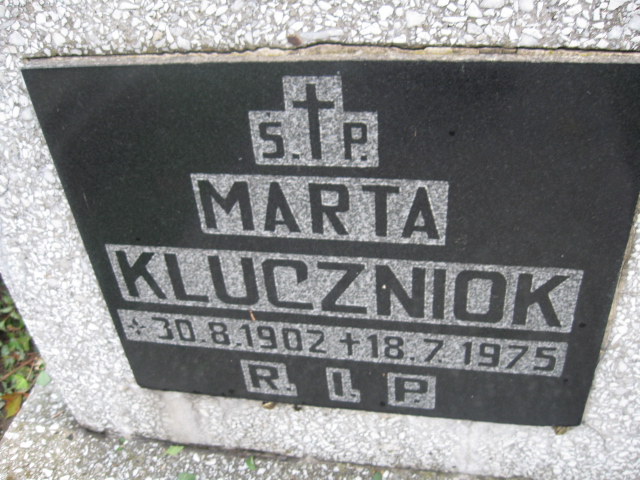 Ś. † P.
MARTA
KLUCZNIOK
* 30.8.1902 † 18.7.1975
R. I. P.